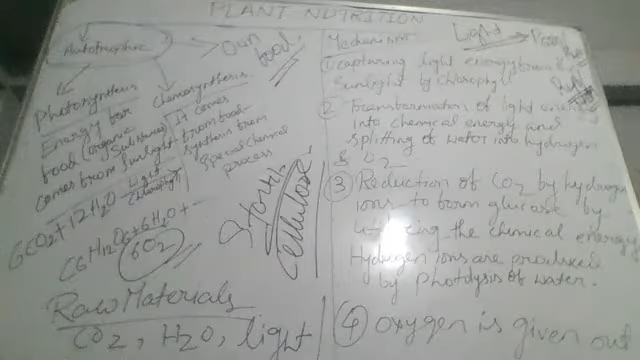 PLANT NUTRITION
Autotrophic
Own
food
Photosynthesis
Energy for
food (organic
substances)
comes from sunlight
Chemosynthesis
It comes
from food
synthesis from
special chemical
process
6CO2 + 12H2O Light
Chlorophyll
C6H12O6 + 6H2O +
6O2
Starch
Cellulose
Raw Materials
CO2, H2O, light
Mechanism
Light
① capturing light energy from
sunlight by chlorophyll
② Transformation of light energy
into chemical energy and
splitting of water into hydrogen
& O2
③ Reduction of CO2 by hydrogen
ions to form glucose by
utilizing the chemical energy
Hydrogen ions are produced
by photolysis of water.
④ oxygen is given out